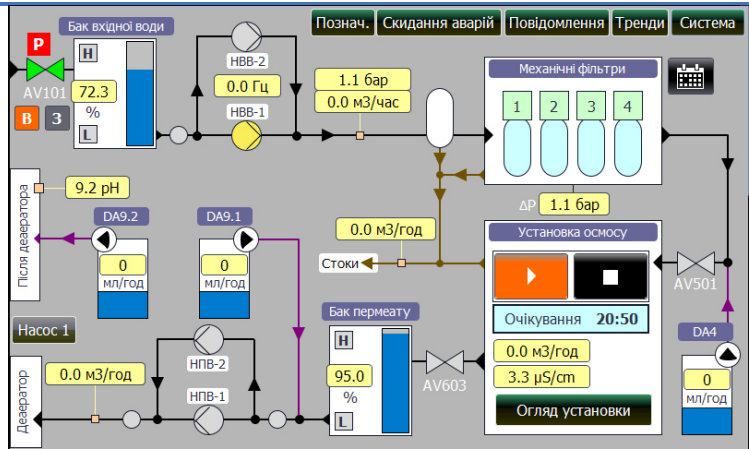 Познач.
Скидання аварій
Повідомлення
Тренди
Система
Бак вхідної води
P
H
72.3
%
L
AV101
В
З
НВВ-2
0.0 Гц
НВВ-1
1.1 бар
0.0 м3/час
Механічні фільтри
1
2
3
4
ΔP
1.1 бар
9.2 pH
Після деаератора
DA9.2
0
мл/год
DA9.1
0
мл/год
0.0 м3/год
Стоки
Установка осмосу
Очікування 20:50
0.0 м3/год
3.3 µS/cm
Огляд установки
AV501
DA4
0
мл/год
Насос 1
Деаератор
0.0 м3/год
НПВ-2
НПВ-1
Бак пермеату
H
95.0
%
L
AV603